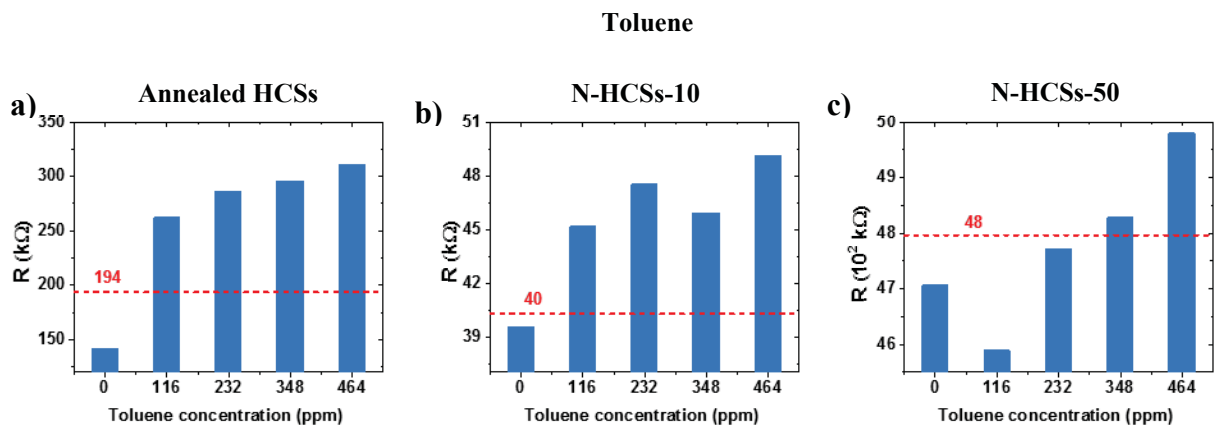 Toluene
a) Annealed HCSs
350
300
250
200
150
R (kΩ)
194
0 116 232 348 464
Toluene concentration (ppm)
b) N-HCSs-10
51
48
45
42
39
R (kΩ)
40
0 116 232 348 464
Toluene concentration (ppm)
c) N-HCSs-50
50
49
48
47
46
R (10² kΩ)
48
0 116 232 348 464
Toluene concentration (ppm)